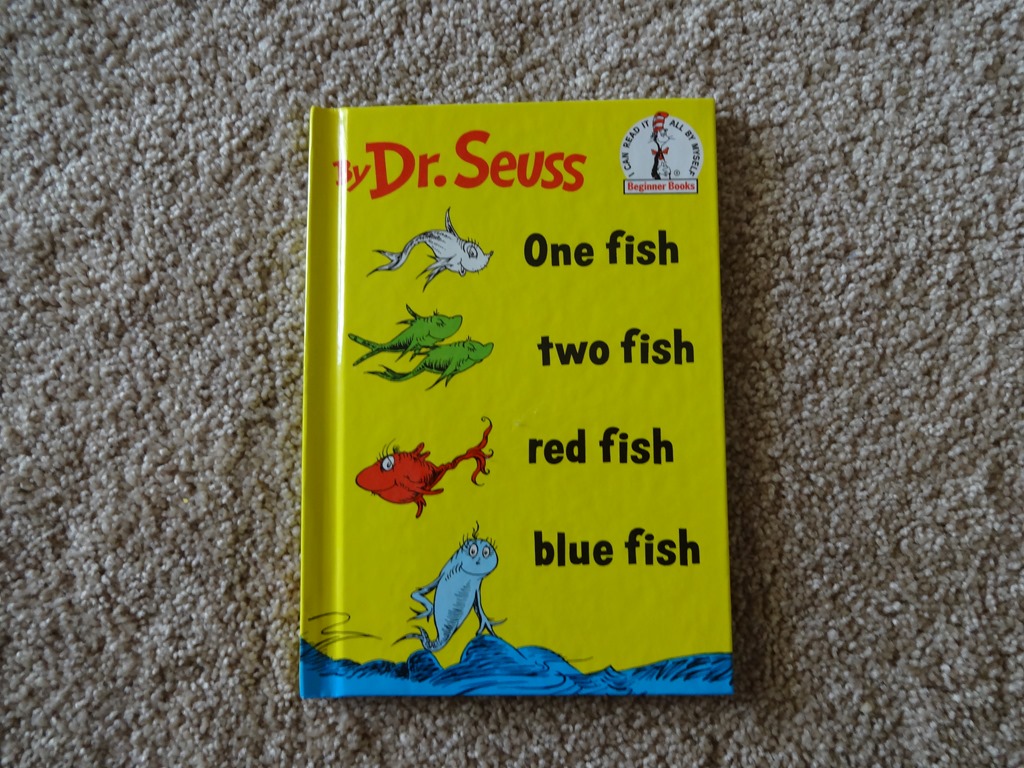 By Dr. Seuss
I CAN READ IT ALL BY MYSELF
Beginner Books
One fish
two fish
red fish
blue fish